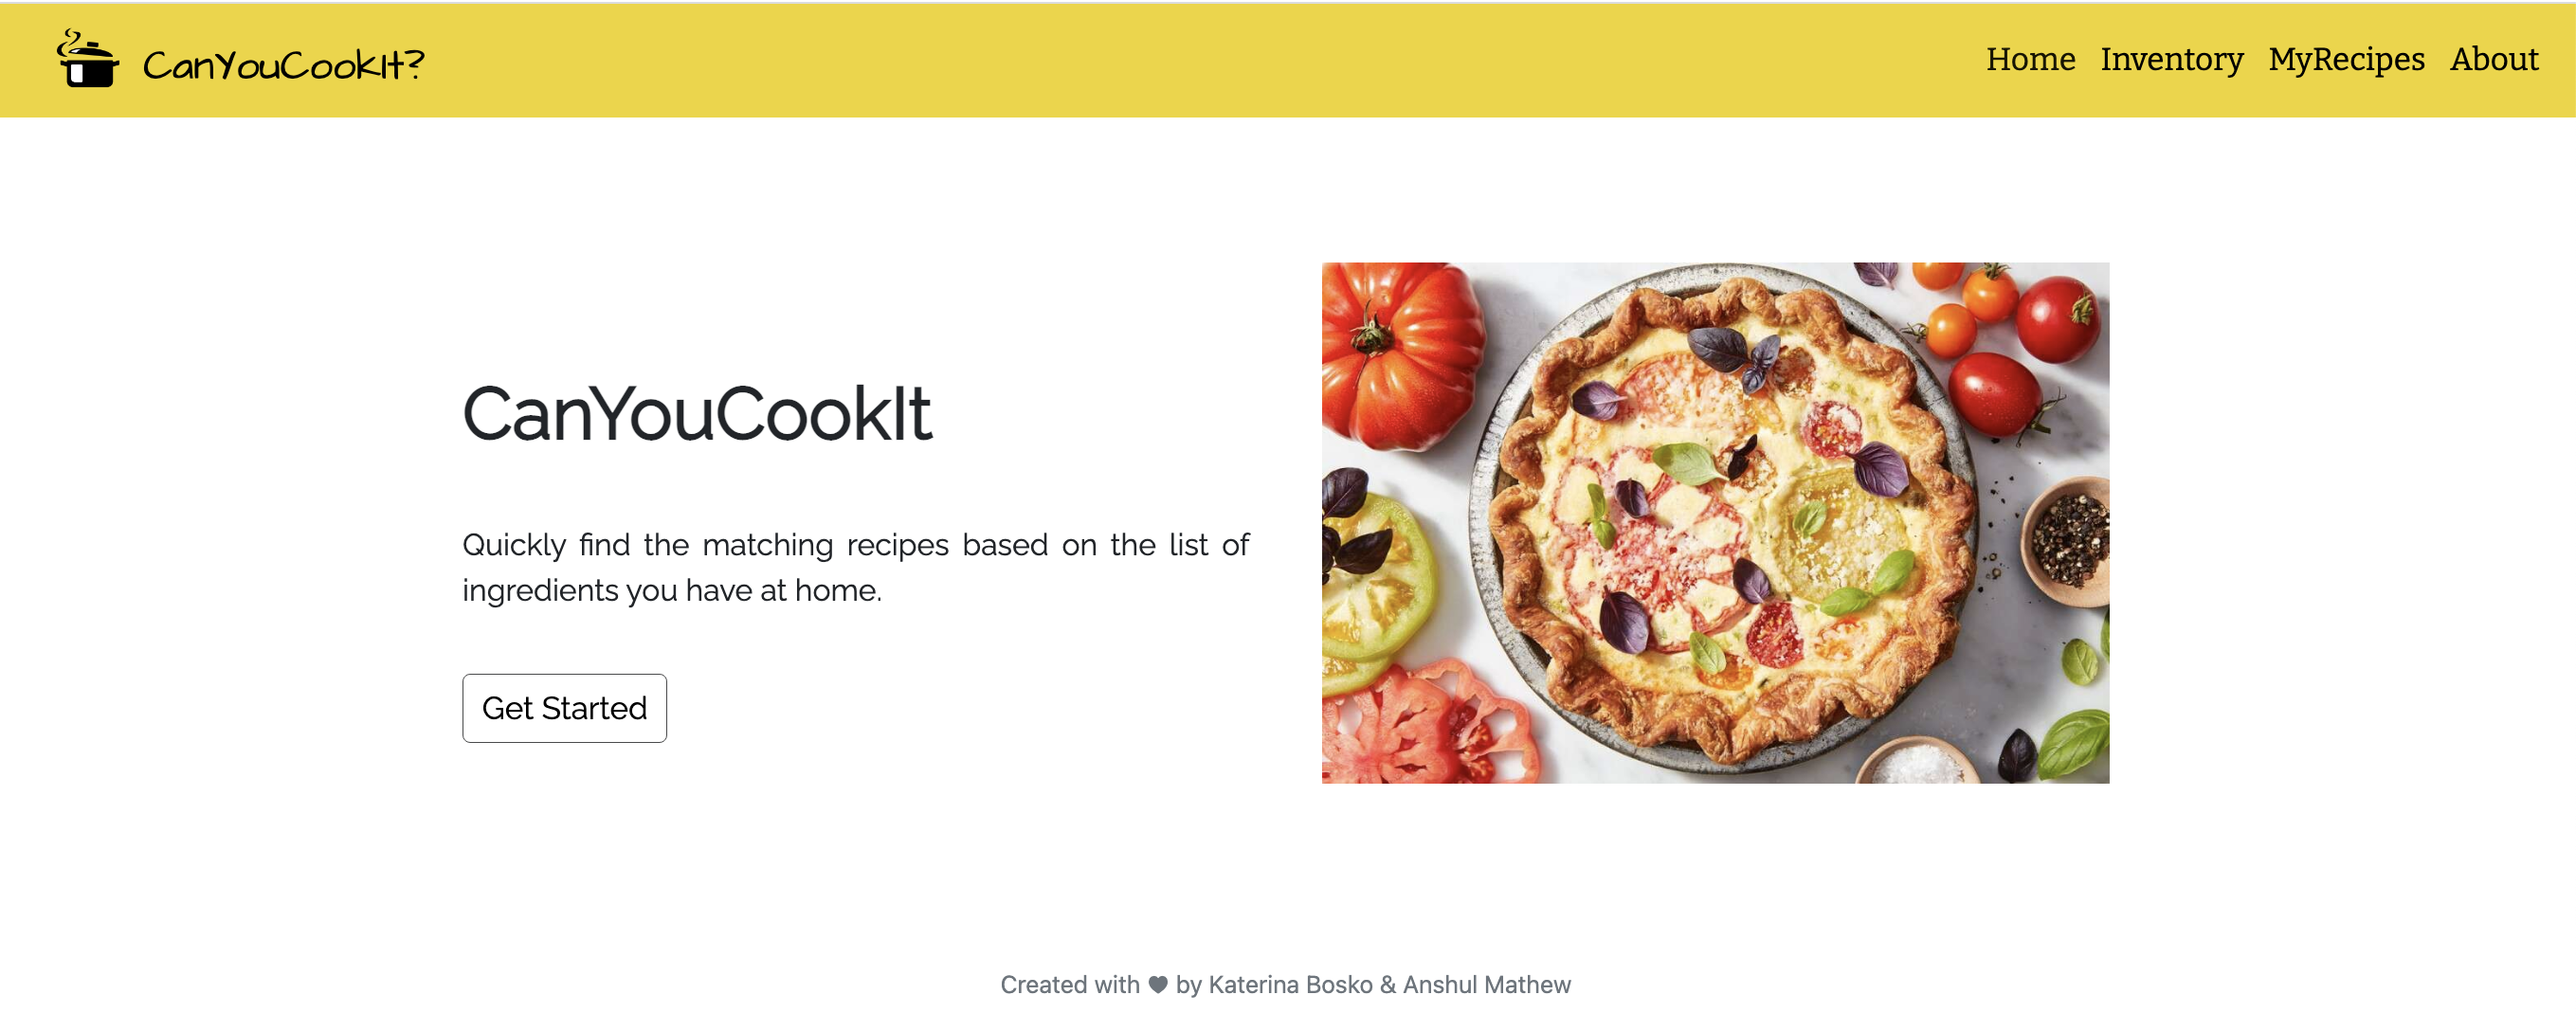 CanYouCookIt?
Home Inventory MyRecipes About
CanYouCookIt
Quickly find the matching recipes based on the list of
ingredients you have at home.
Get Started
Created with ♥ by Katerina Bosko & Anshul Mathew